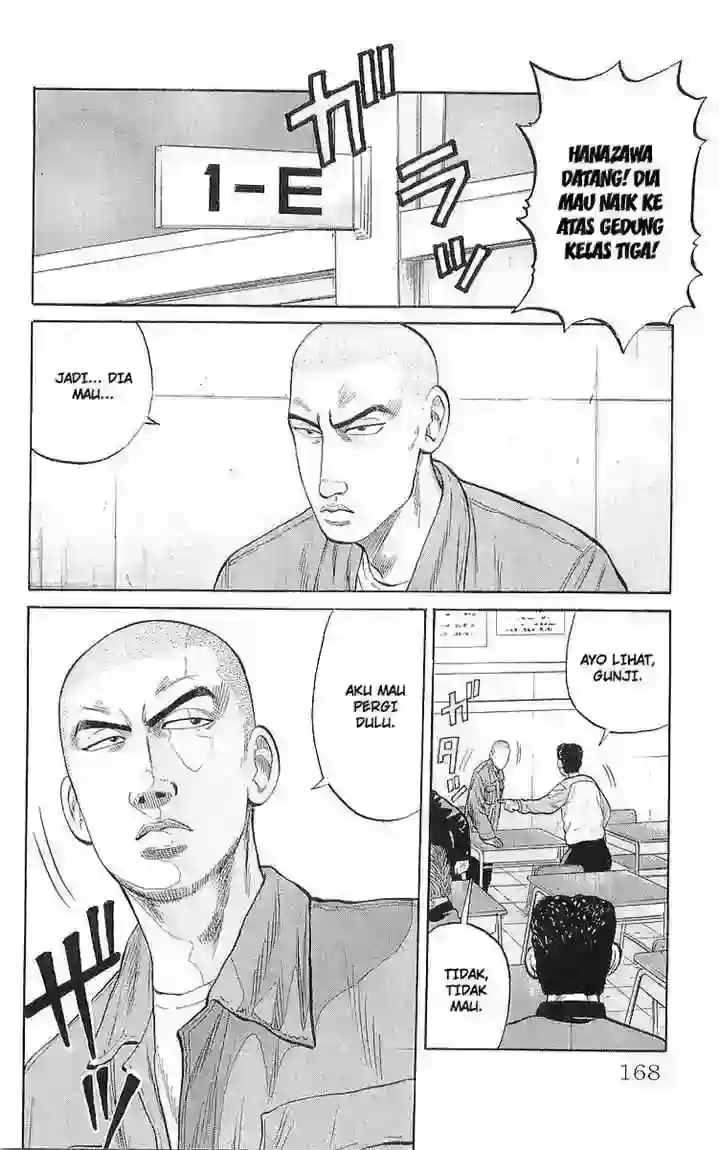 ガラッ
1-E
HANAZAWA
DATANG! DIA
MAU NAIK KE
ATAS GEDUNG
KELAS TIGA!
JADI... DIA
MAU...
AYO LIHAT,
GUNJI.
ガタ
TIDAK,
TIDAK
MAU.
AKU MAU
PERGI
DULU.
ザッ
168